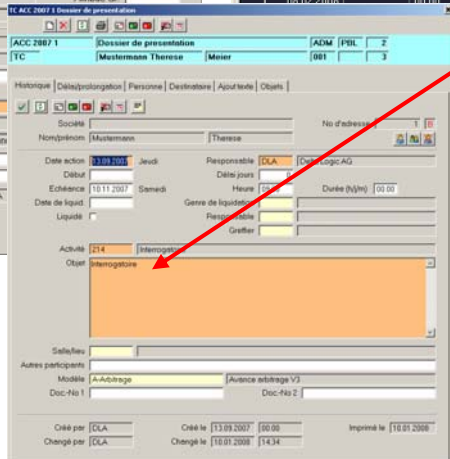 TC ACC 2007 1 Dossier de presentation
ACC 2007 1 Dossier de presentation ADM PBL 2
TC Mustermann Therese Meier 001 3
Historique Délai/prolongation Personne Destinataire Ajout texte Objets
Société No d'adresse 1
Nom/prénom Mustermann Therese
Date action 13.09.2007 Jeudi Responsable DLA Delta Logic AG
Début Délai jours 0
Echéance 10.11.2007 Samedi Heure Durée (h/j/m) 00:00
Date de liquid. Genre de liquidation
Liquidé Responsable
Greffier
Activité 214 Interrogatoire
Objet Interrogatoire
Salle/lieu
Autres participants
Modèle A-Arbitrage Avance arbitrage V3
Doc.-No 1 Doc.-No 2
Créé par DLA Créé le 13.09.2007 00:00 Imprimé le 10.01.2008
Changé par DLA Changé le 10.01.2008 14:34